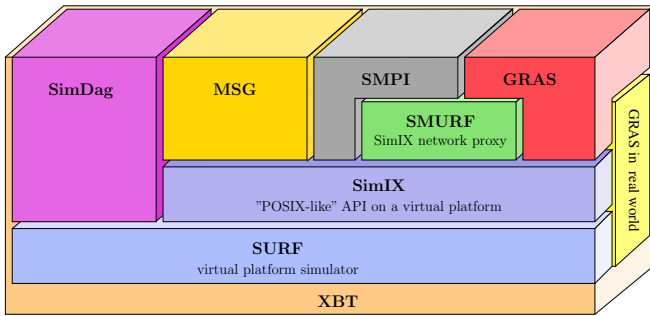 SimDag
MSG
SMPI
GRAS
SMURF
SimIX network proxy
GRAS in real world
SimIX
"POSIX-like" API on a virtual platform
SURF
virtual platform simulator
XBT